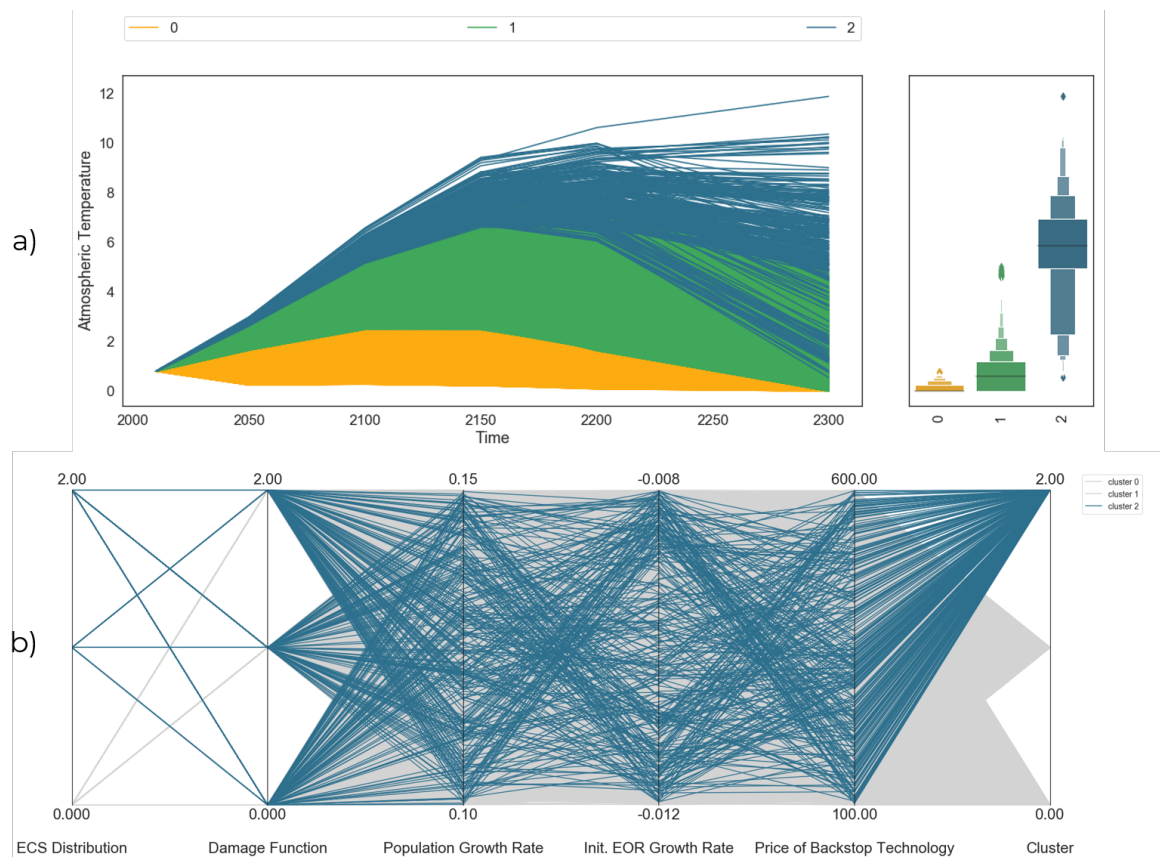 0 1 2
a)
Atmospheric Temperature
12
10
8
6
4
2
0
2000 2050 2100 2150 2200 2250 2300
Time
0 1 2
b)
2.00 2.00 0.15 -0.008 600.00 2.00
cluster 0
cluster 1
cluster 2
0.000 0.000 0.10 -0.012 100.00 0.00
ECS Distribution Damage Function Population Growth Rate Init. EOR Growth Rate Price of Backstop Technology Cluster